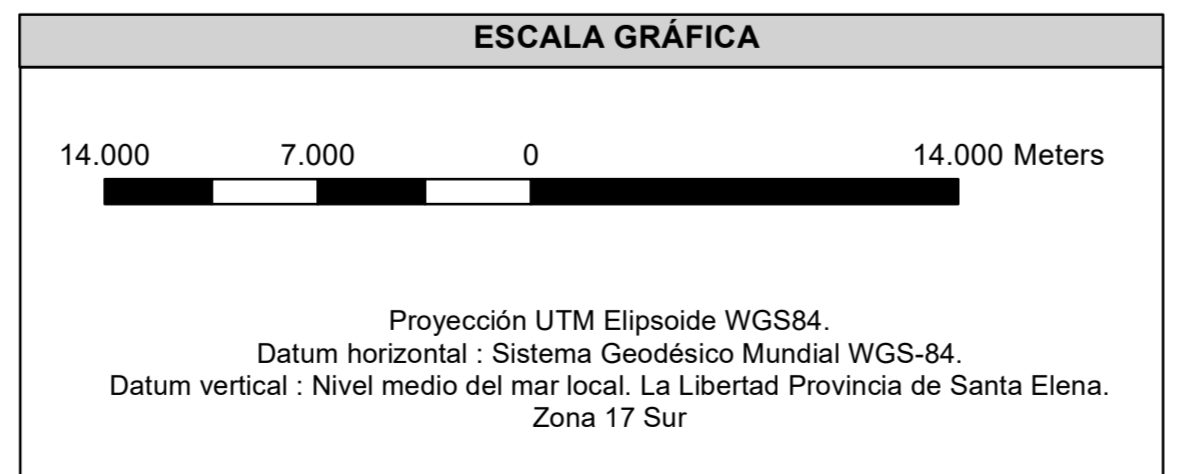 ESCALA GRÁFICA
14.000 7.000 0 14.000 Meters
Proyección UTM Elipsoide WGS84.
Datum horizontal : Sistema Geodésico Mundial WGS-84.
Datum vertical : Nivel medio del mar local. La Libertad Provincia de Santa Elena.
Zona 17 Sur